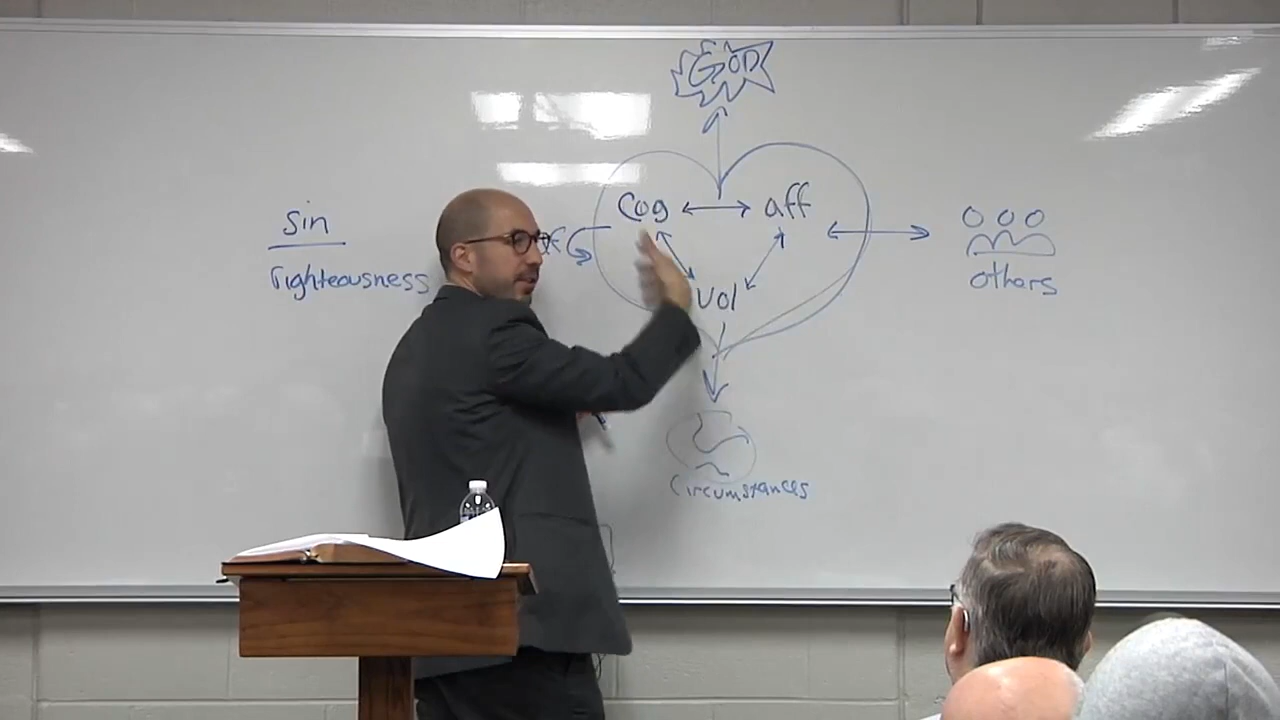 GOD
cog aff
sin
righteousness
vol
others
circumstances